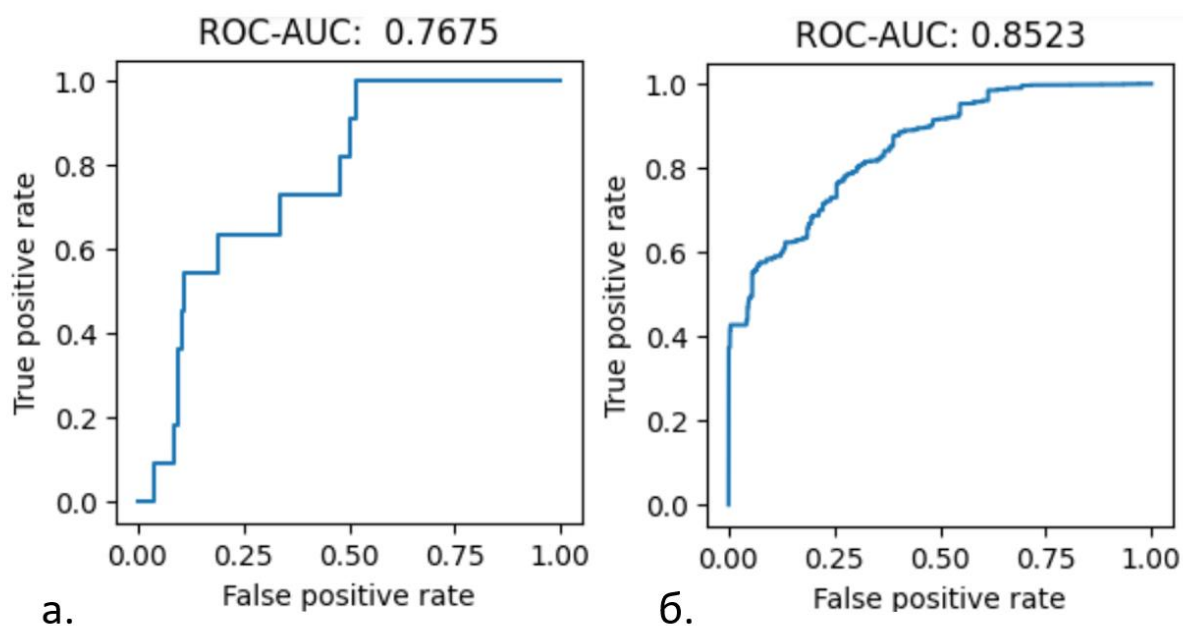 ROC-AUC:  0.7675
True positive rate
1.0
0.8
0.6
0.4
0.2
0.0
0.00 0.25 0.50 0.75 1.00
False positive rate
а.
ROC-AUC: 0.8523
True positive rate
1.0
0.8
0.6
0.4
0.2
0.0
0.00 0.25 0.50 0.75 1.00
False positive rate
б.